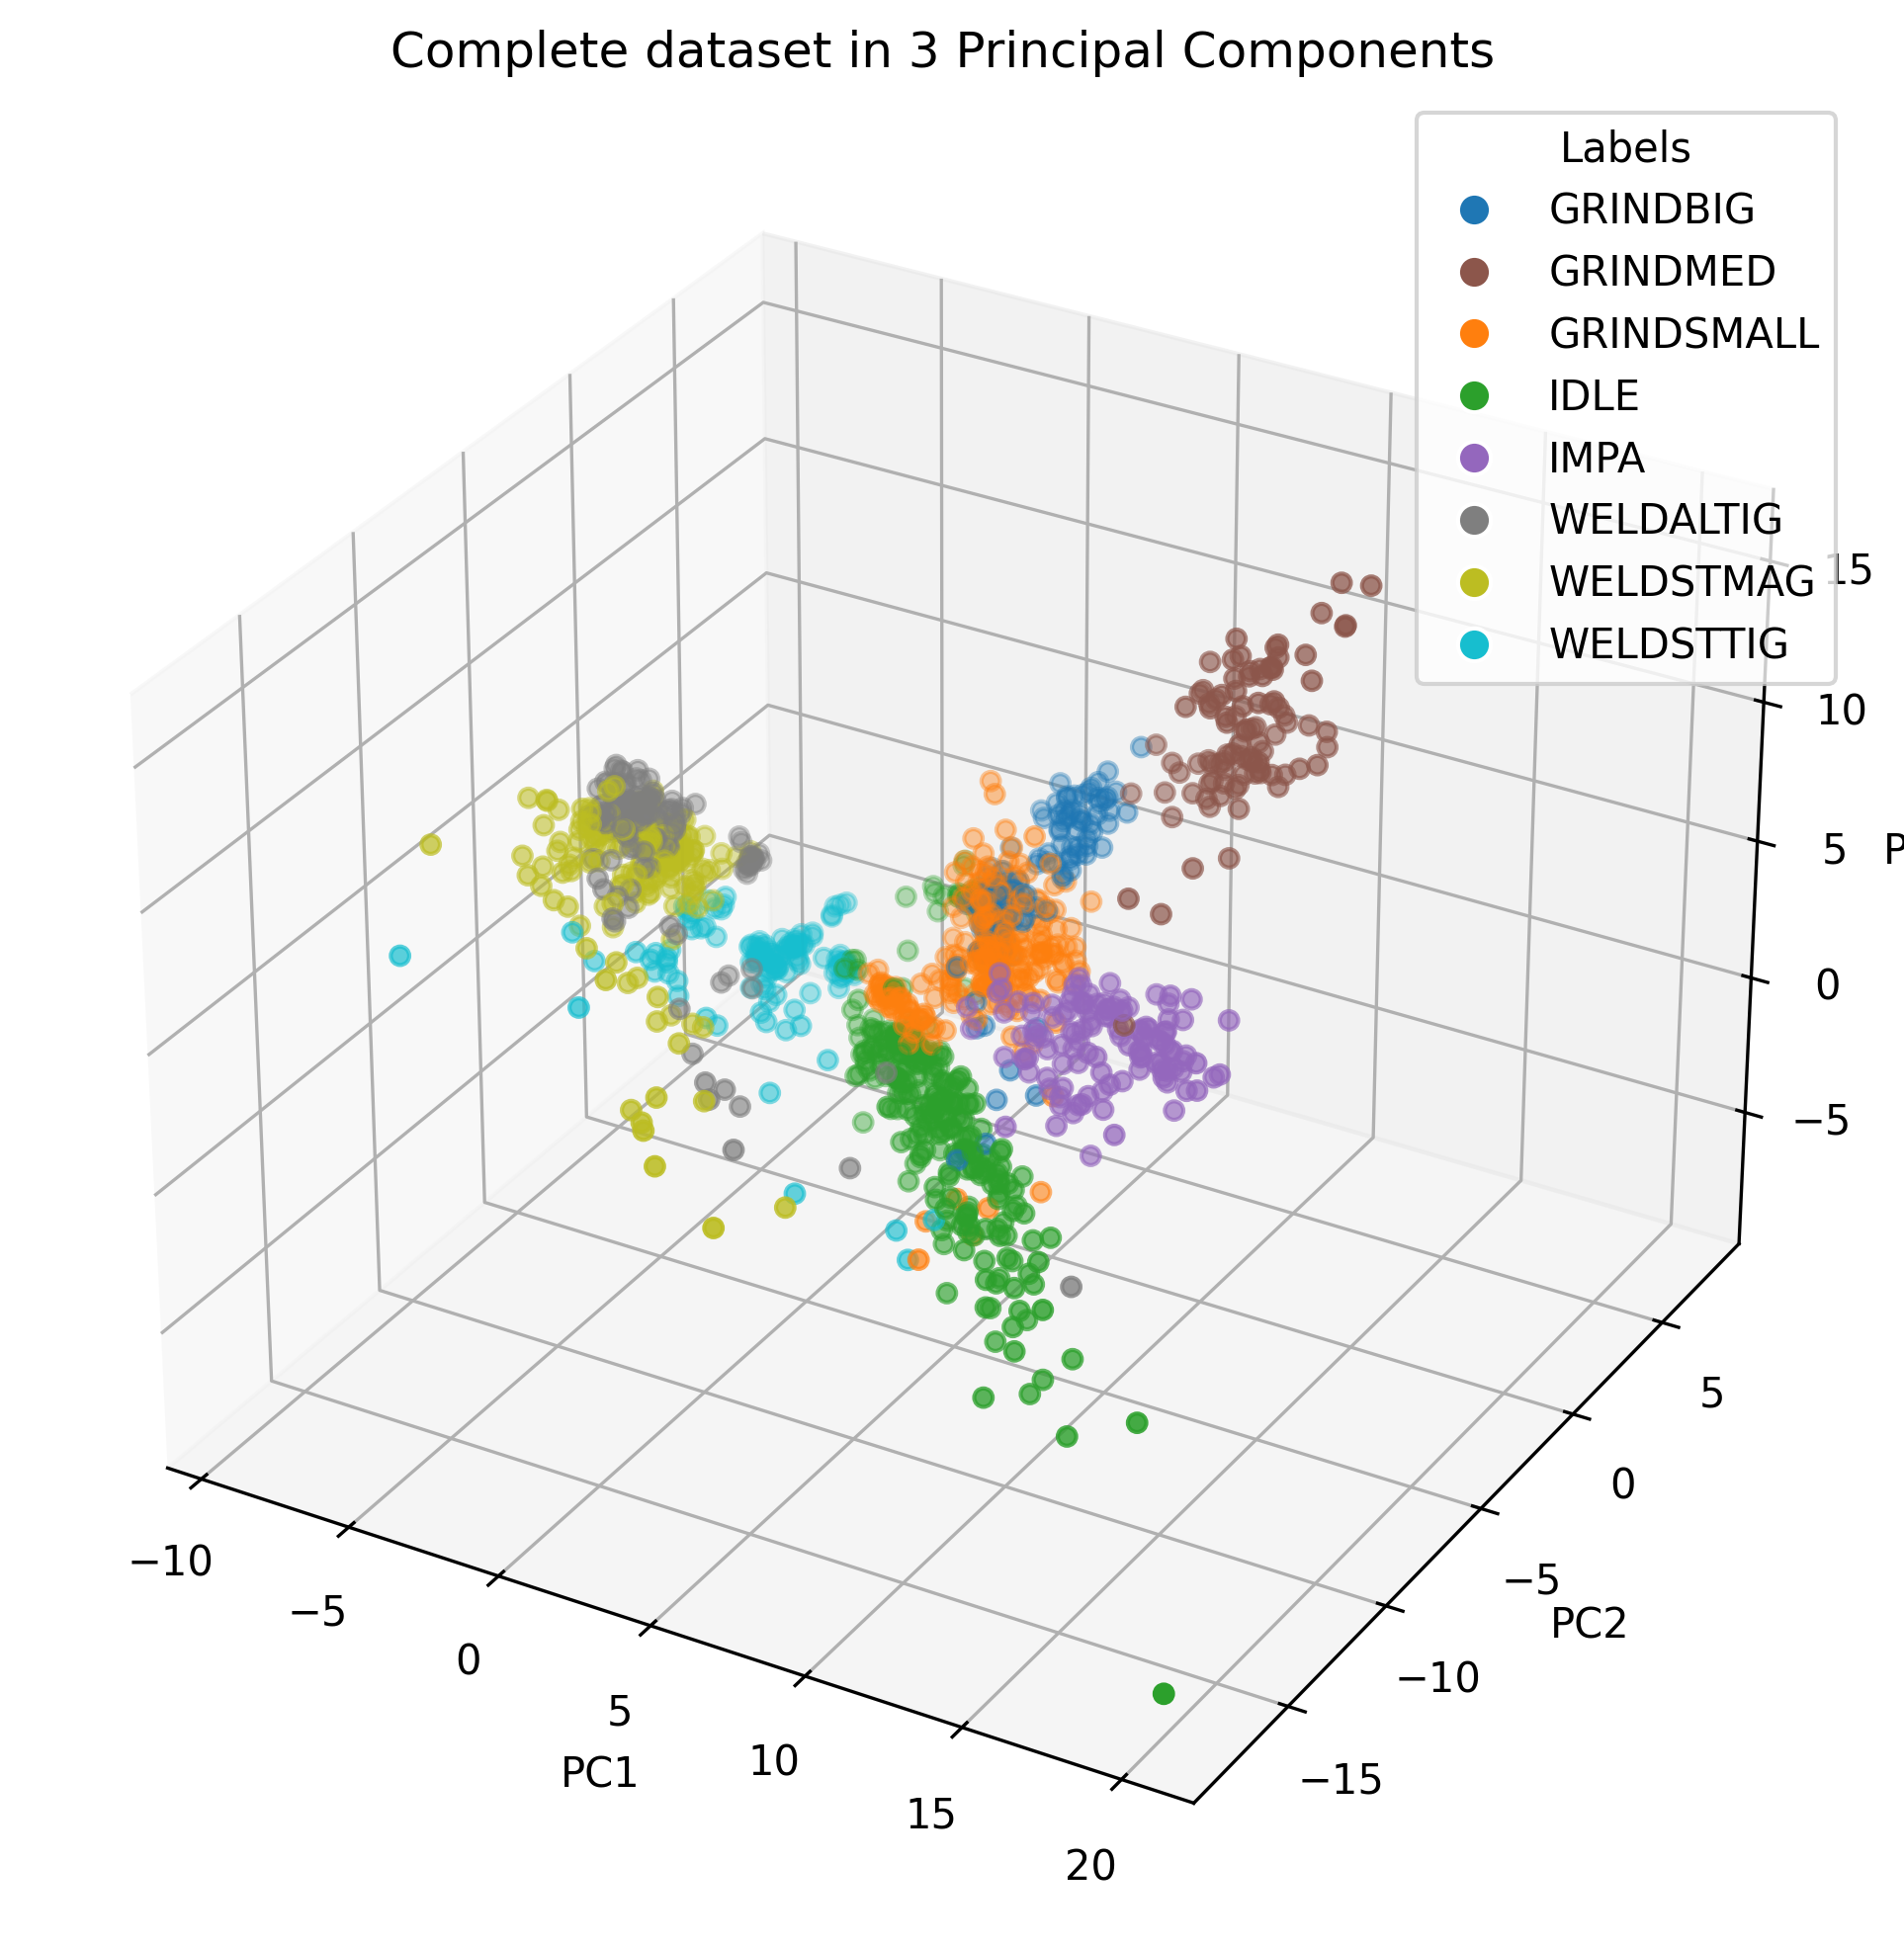 Complete dataset in 3 Principal Components
Labels
GRINDBIG
GRINDMED
GRINDSMALL
IDLE
IMPA
WELDALTIG
WELDSTMAG
WELDSTTIG
15
10
5
P
0
−5
5
0
−5
PC2
−10
−15
−10
−5
0
5
PC1
10
15
20